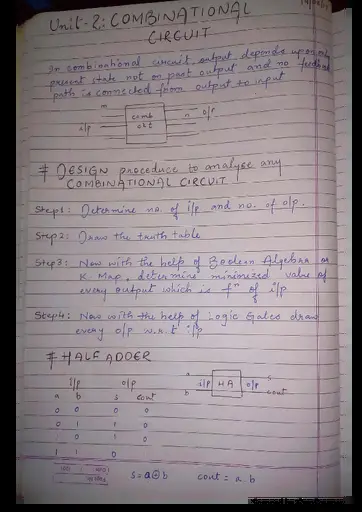 Unit-2: COMBINATIONAL
CIRCUIT
In combinational circuit, output depends upon only
present state not on past output and no feedback
path is connected from output to input
m
i/p
comb
ckt
n o/p
# DESIGN procedure to analyse any
COMBINATIONAL CIRCUIT
Step1: Determine no. of i/p and no. of o/p.
Step2: Draw the truth table
Step3: Now with the help of Boolean Algebra or
K-Map, determine minimized value of
every output which is fⁿ of i/p
Step4: Now with the help of Logic Gates draw
every o/p w.r.t i/p
# HALF ADDER
i/p o/p
a b s cout
0 0 0 0
0 1 1 0
0 1 0
1 1 0
a
b
i/p HA o/p
s
cout
s = a⊕b cout = a.b